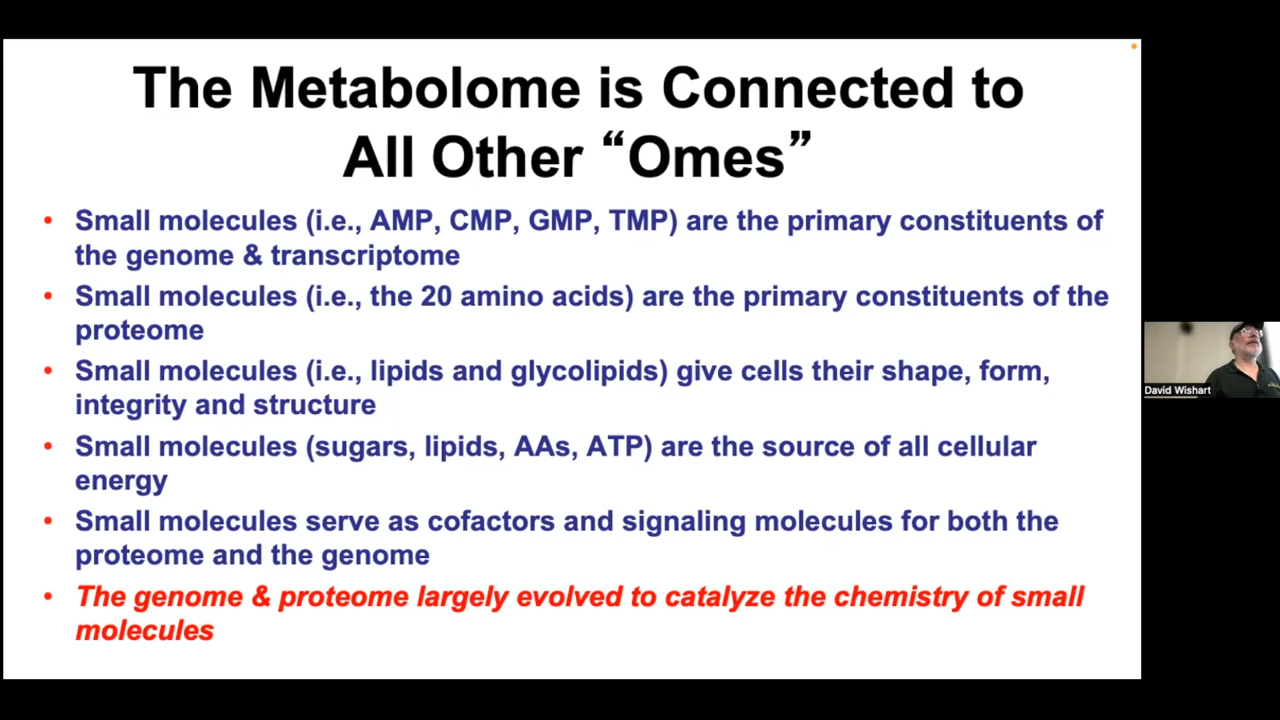 The Metabolome is Connected to
All Other “Omes”
• Small molecules (i.e., AMP, CMP, GMP, TMP) are the primary constituents of
the genome & transcriptome
• Small molecules (i.e., the 20 amino acids) are the primary constituents of the
proteome
• Small molecules (i.e., lipids and glycolipids) give cells their shape, form,
integrity and structure
• Small molecules (sugars, lipids, AAs, ATP) are the source of all cellular
energy
• Small molecules serve as cofactors and signaling molecules for both the
proteome and the genome
• The genome & proteome largely evolved to catalyze the chemistry of small
molecules
David Wishart